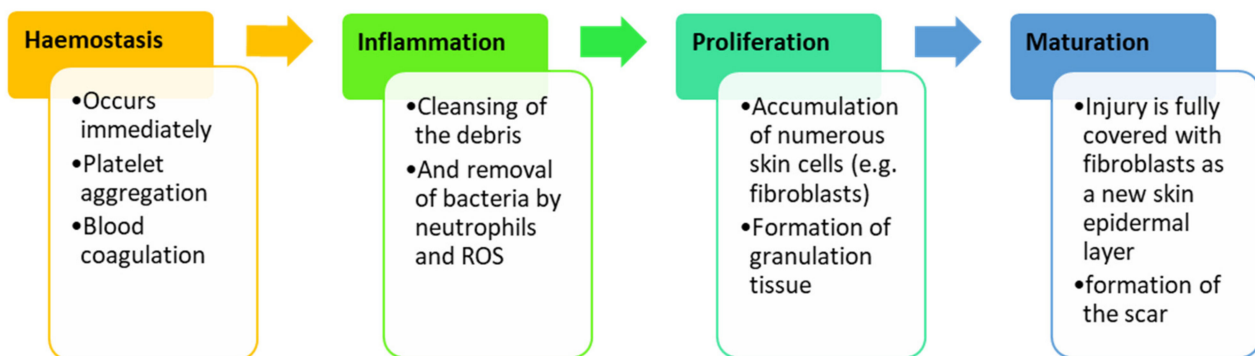 Haemostasis
•Occurs
immediately
•Platelet
aggregation
•Blood
coagulation
Inflammation
•Cleansing of
the debris
•And removal
of bacteria by
neutrophils
and ROS
Proliferation
•Accumulation
of numerous
skin cells (e.g.
fibroblasts)
•Formation of
granulation
tissue
Maturation
•Injury is fully
covered with
fibroblasts as
a new skin
epidermal
layer
•formation of
the scar